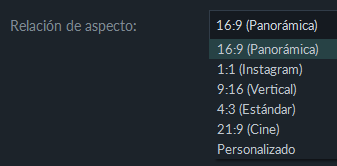 Relación de aspecto:
16:9 (Panorámica)
16:9 (Panorámica)
1:1 (Instagram)
9:16 (Vertical)
4:3 (Estándar)
21:9 (Cine)
Personalizado